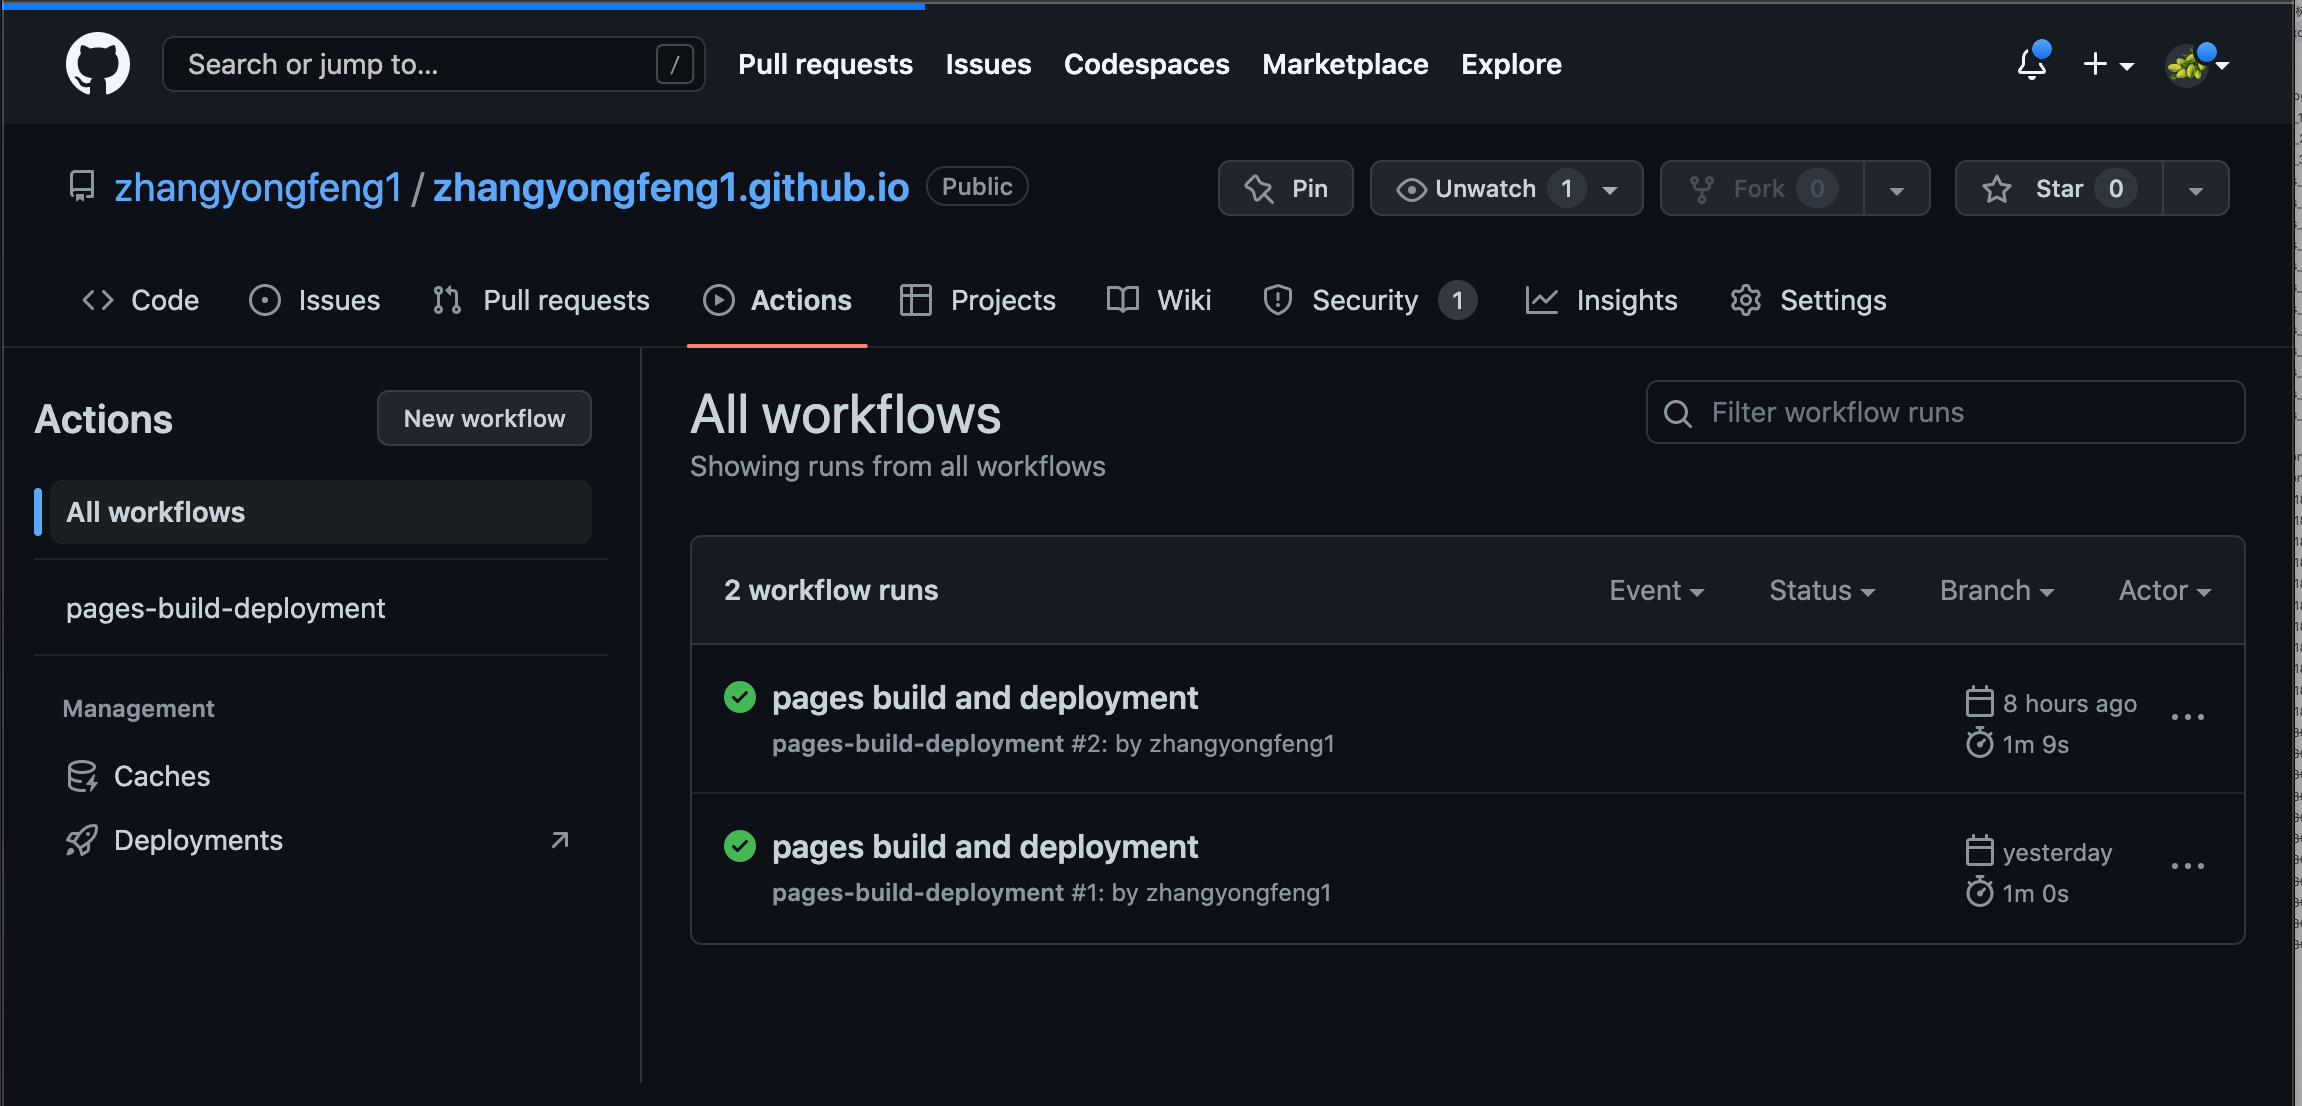 Search or jump to... / Pull requests Issues Codespaces Marketplace Explore
zhangyongfeng1 / zhangyongfeng1.github.io Public Pin Unwatch 1 Fork 0 Star 0
Code Issues Pull requests Actions Projects Wiki Security 1 Insights Settings
Actions New workflow
All workflows
pages-build-deployment
Management
Caches
Deployments
All workflows
Filter workflow runs
Showing runs from all workflows
2 workflow runs Event Status Branch Actor
pages build and deployment
pages-build-deployment #2: by zhangyongfeng1
8 hours ago
1m 9s
pages build and deployment
pages-build-deployment #1: by zhangyongfeng1
yesterday
1m 0s